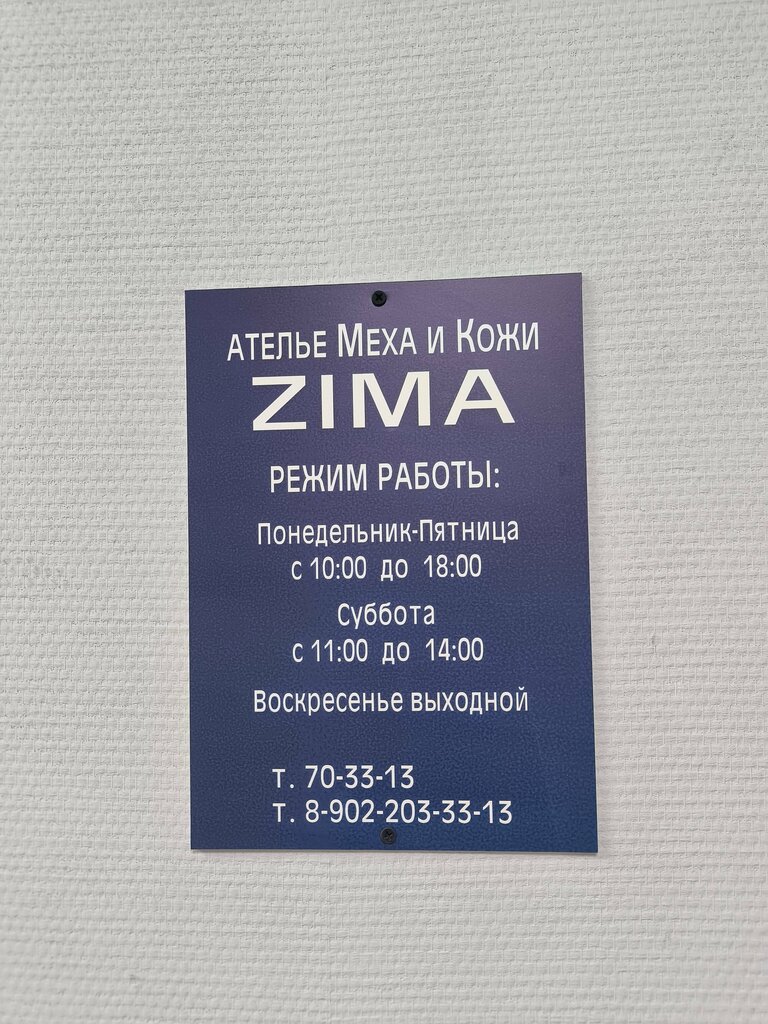 ателье Меха и Кожи
ZIMA
РЕЖИМ РАБОТЫ:
Понедельник-Пятница
с 10:00 до 18:00
Суббота
с 11:00 до 14:00
Воскресенье выходной
т. 70-33-13
т. 8-902-203-33-13